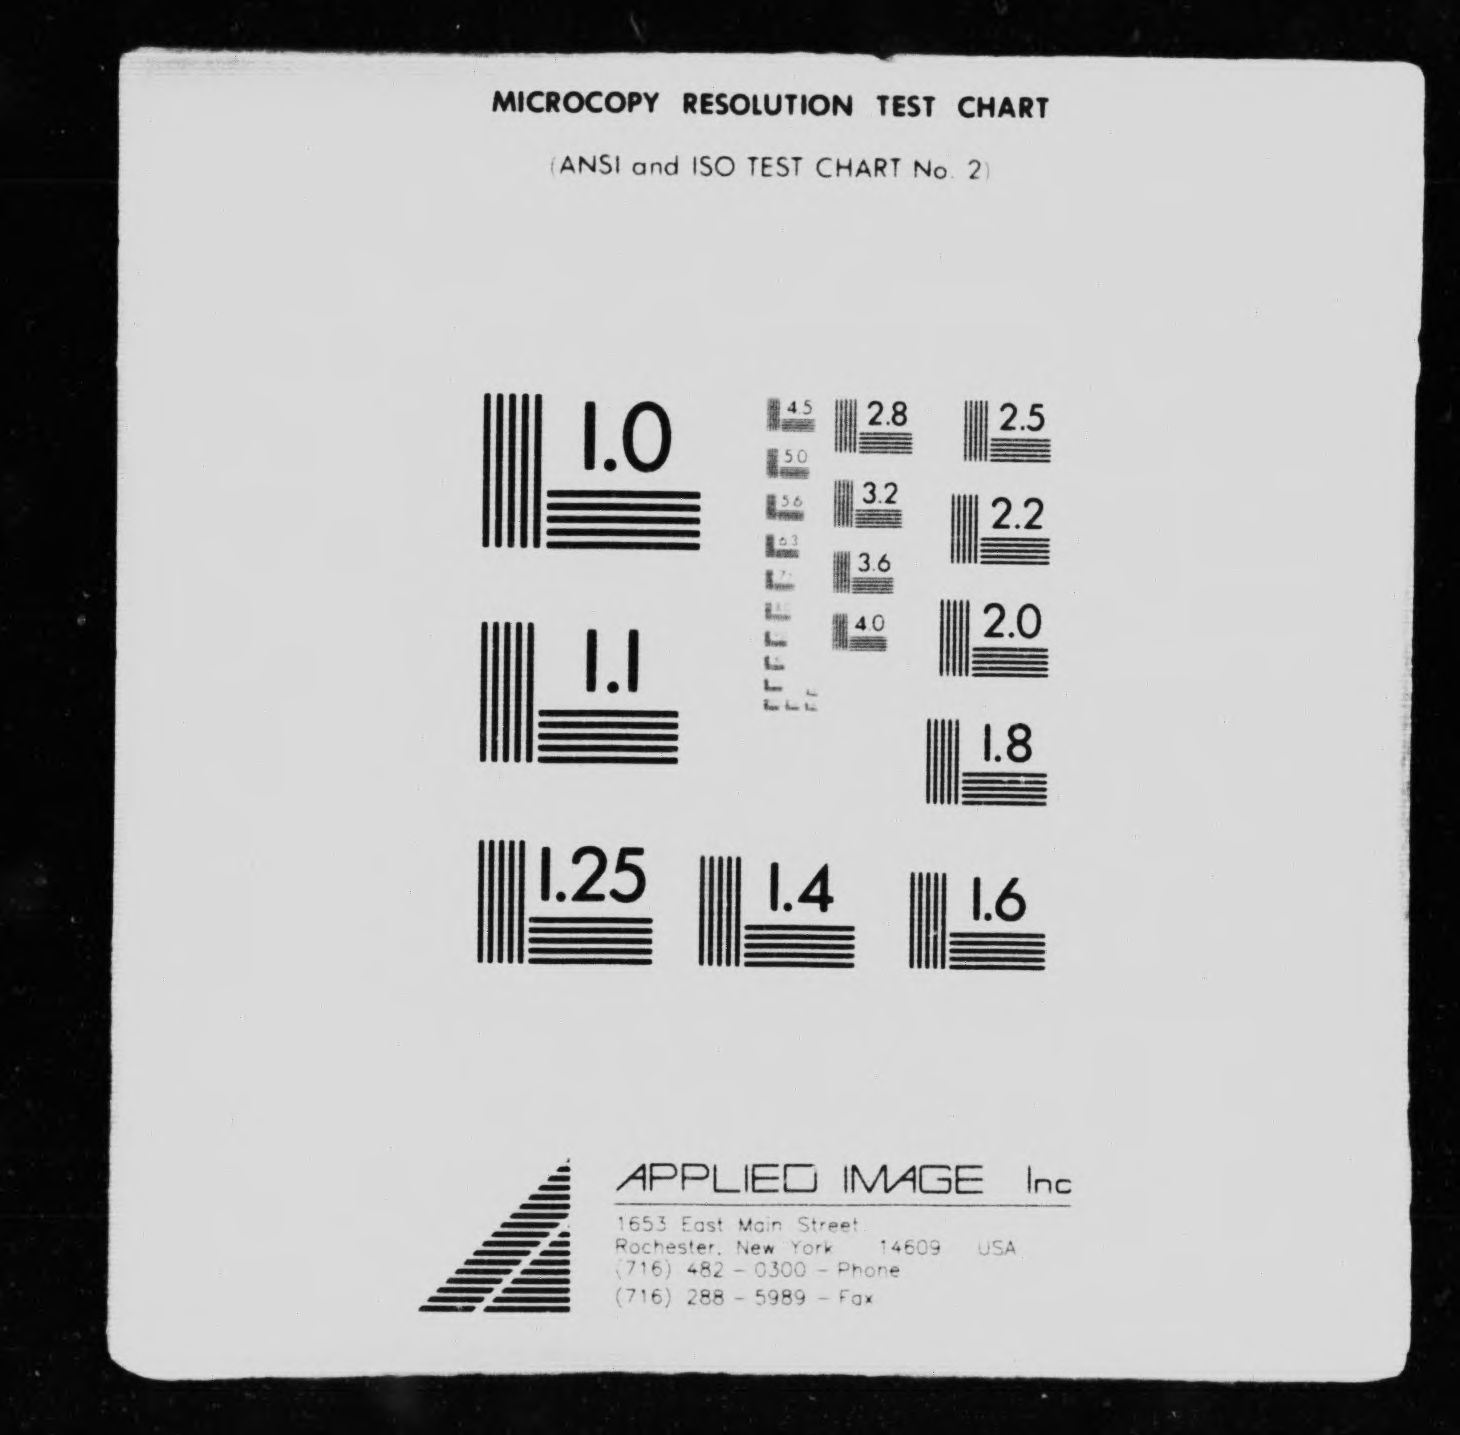 MICROCOPY RESOLUTION TEST CHART
(ANSI and ISO TEST CHART No. 2)
1.0
1.1
1.25
1.4
1.6
1.8
2.0
2.2
2.5
2.8
3.2
3.6
4.0
4.5
5.0
5.6
6.3
APPLIED IMAGE Inc
1653 East Main Street
Rochester, New York 14609 USA
(716) 482 - 0300 - Phone
(716) 288 - 5989 - Fax